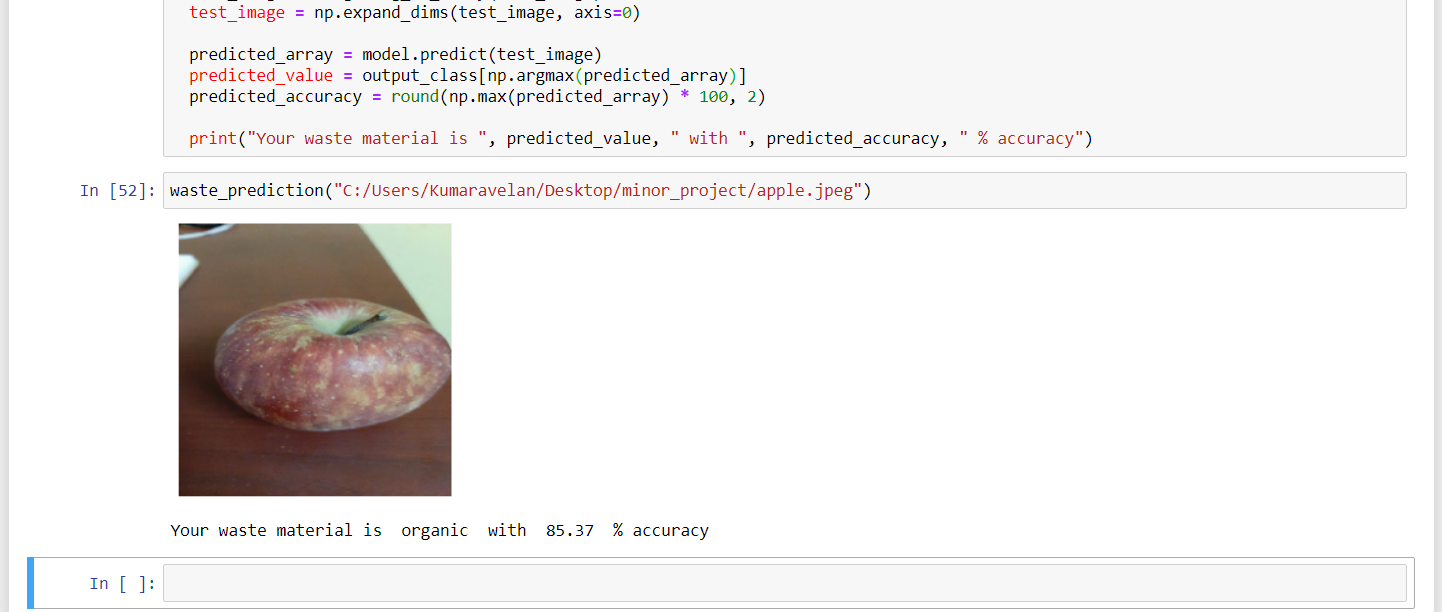 test_image = np.expand_dims(test_image, axis=0)
predicted_array = model.predict(test_image)
predicted_value = output_class[np.argmax(predicted_array)]
predicted_accuracy = round(np.max(predicted_array) * 100, 2)
print("Your waste material is ", predicted_value, " with ", predicted_accuracy, " % accuracy")
In [52]: waste_prediction("C:/Users/Kumaravelan/Desktop/minor_project/apple.jpeg")
Your waste material is  organic  with  85.37  % accuracy
In [ ]: